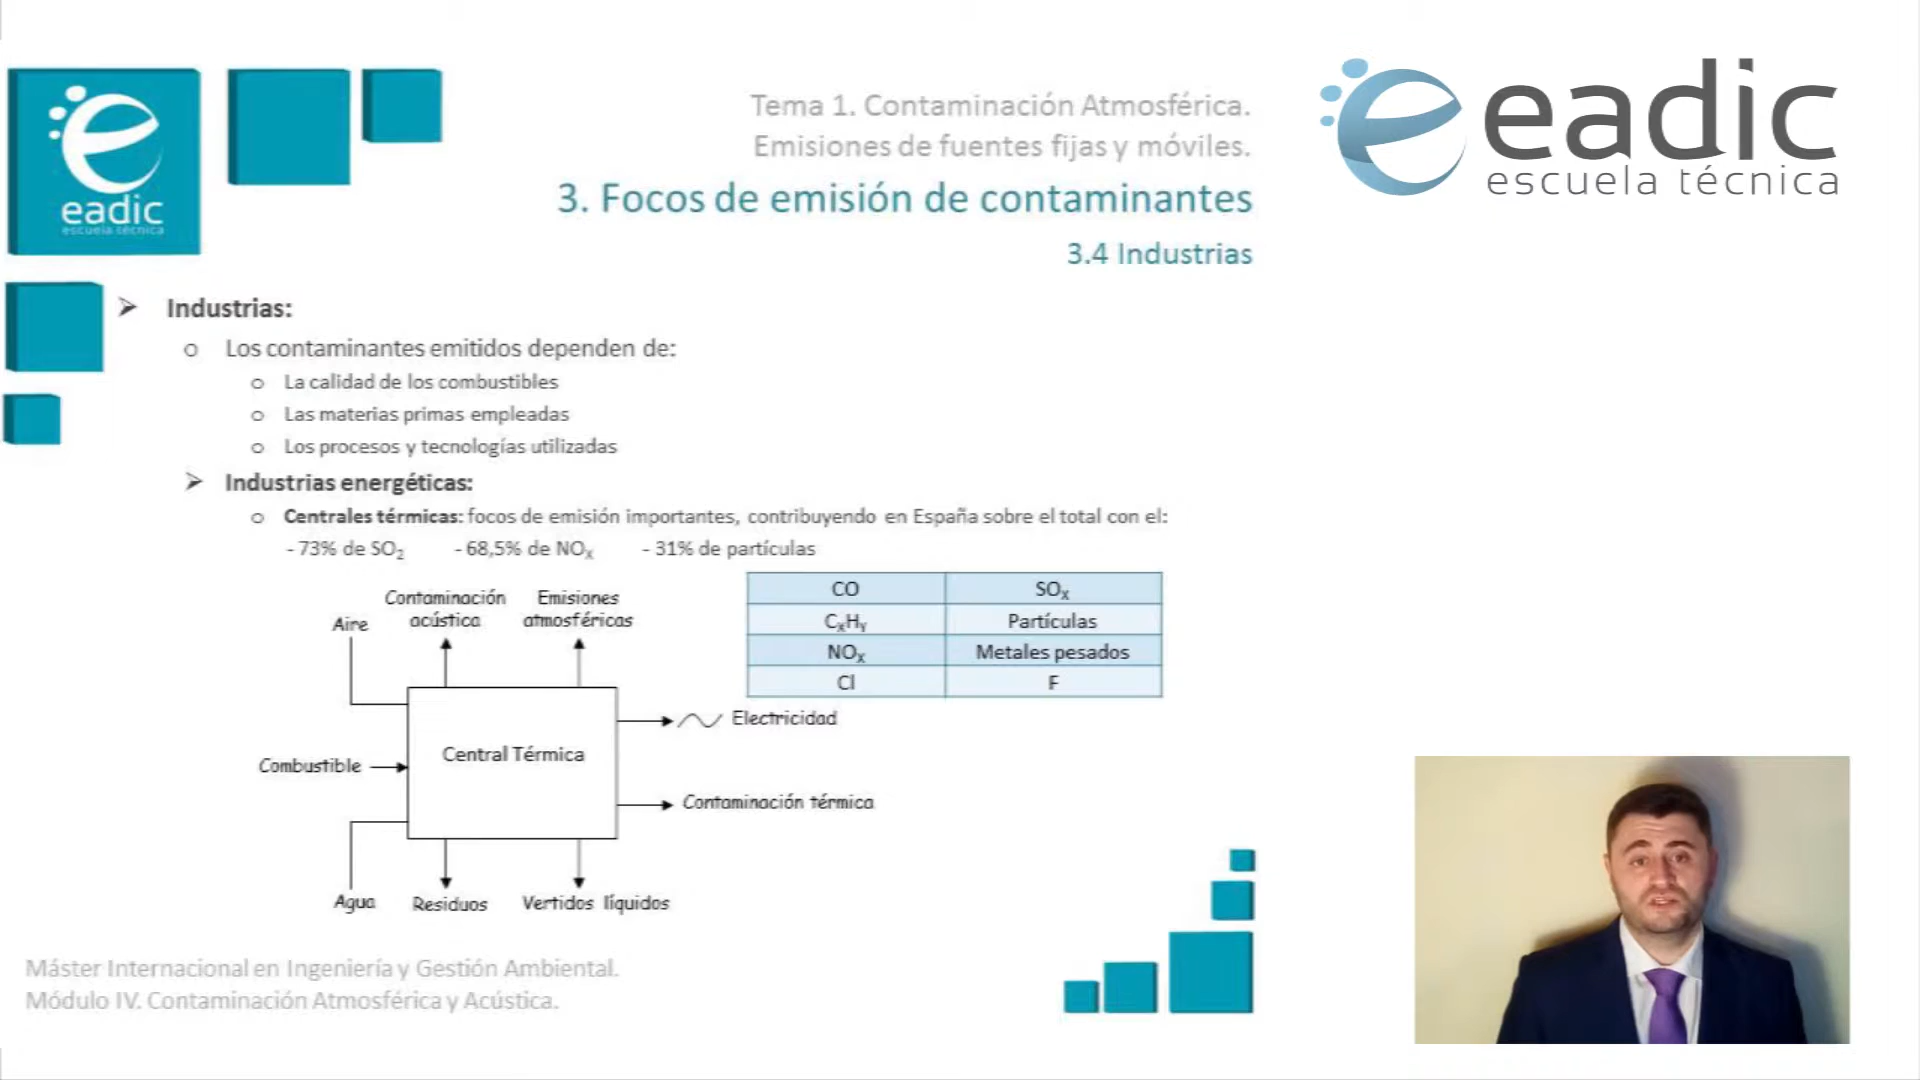 eadic
escuela técnica
Tema 1. Contaminación Atmosférica.
Emisiones de fuentes fijas y móviles.
3. Focos de emisión de contaminantes
3.4 Industrias
eadic
escuela técnica
Industrias:
Los contaminantes emitidos dependen de:
La calidad de los combustibles
Las materias primas empleadas
Los procesos y tecnologías utilizadas
Industrias energéticas:
Centrales térmicas: focos de emisión importantes, contribuyendo en España sobre el total con el:
- 73% de SO₂ - 68,5% de NOX - 31% de partículas
CO SOX
CXHY Partículas
NOX Metales pesados
Cl F
Aire
Contaminación
acústica
Emisiones
atmosféricas
Combustible
Central Térmica
Electricidad
Contaminación térmica
Agua
Residuos
Vertidos líquidos
Máster Internacional en Ingeniería y Gestión Ambiental.
Módulo IV. Contaminación Atmosférica y Acústica.